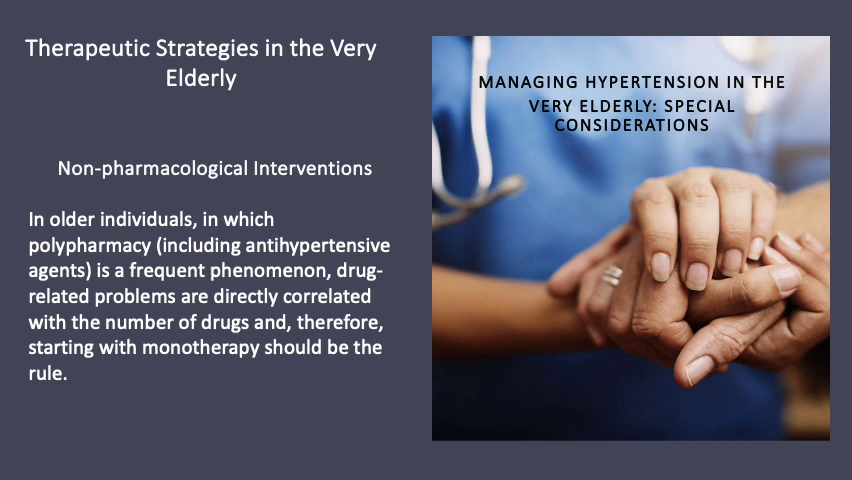 Therapeutic Strategies in the Very
Elderly
Non-pharmacological Interventions
In older individuals, in which
polypharmacy (including antihypertensive
agents) is a frequent phenomenon, drug-
related problems are directly correlated
with the number of drugs and, therefore,
starting with monotherapy should be the
rule.
MANAGING HYPERTENSION IN THE
VERY ELDERLY: SPECIAL
CONSIDERATIONS